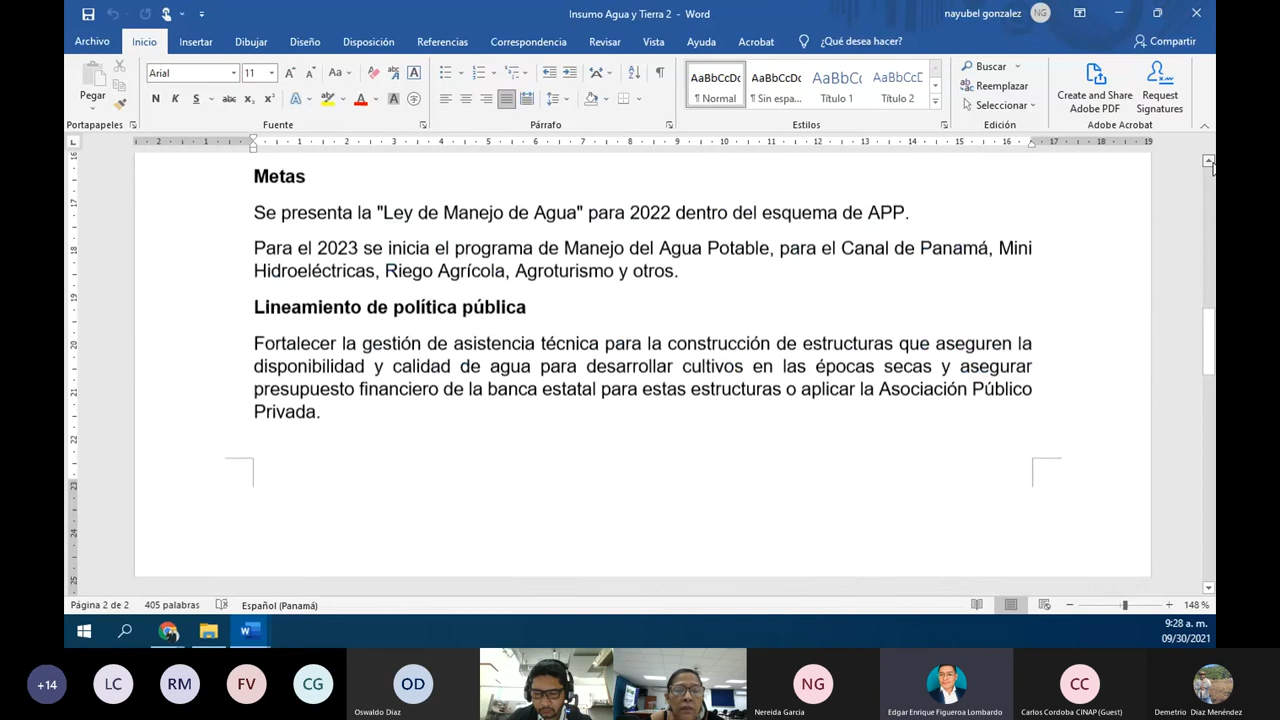 Insumo Agua y Tierra 2 - Word
nayubel gonzalez
NG
Archivo
Inicio
Insertar
Dibujar
Diseño
Disposición
Referencias
Correspondencia
Revisar
Vista
Ayuda
Acrobat
¿Qué desea hacer?
Compartir
Pegar
Portapapeles
Arial
11
Fuente
Párrafo
AaBbCcDc
¶ Normal
AaBbCcDc
¶ Sin espa...
AaBbCc
Título 1
AaBbCcD
Título 2
Estilos
Buscar
Reemplazar
Seleccionar
Edición
Create and Share
Adobe PDF
Request
Signatures
Adobe Acrobat
Metas
Se presenta la "Ley de Manejo de Agua" para 2022 dentro del esquema de APP.
Para el 2023 se inicia el programa de Manejo del Agua Potable, para el Canal de Panamá, Mini
Hidroeléctricas, Riego Agrícola, Agroturismo y otros.
Lineamiento de política pública
Fortalecer la gestión de asistencia técnica para la construcción de estructuras que aseguren la
disponibilidad y calidad de agua para desarrollar cultivos en las épocas secas y asegurar
presupuesto financiero de la banca estatal para estas estructuras o aplicar la Asociación Público
Privada.
Página 2 de 2
405 palabras
Español (Panamá)
148 %
9:28 a. m.
09/30/2021
+14
LC
RM
FV
CG
OD
Oswaldo Diaz
NG
Nereida Garcia
Edgar Enrique Figueroa Lombardo
CC
Carlos Cordoba CINAP (Guest)
Demetrio Diaz Menéndez